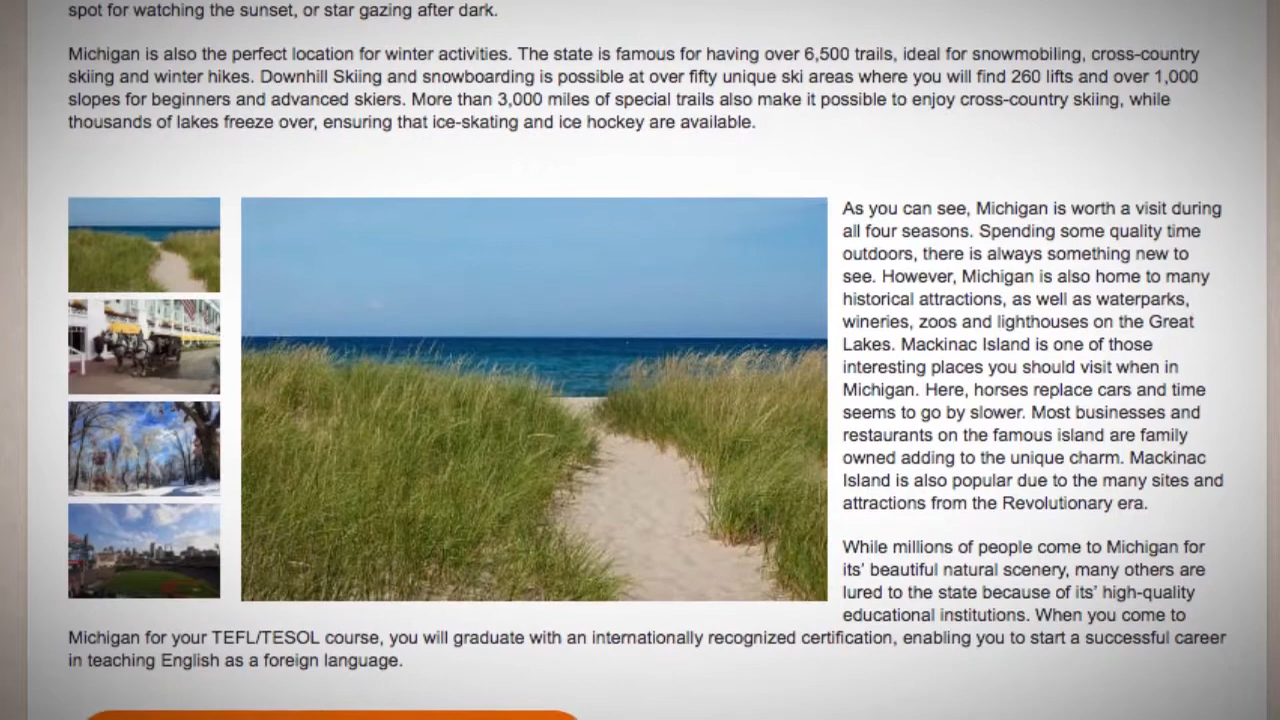 spot for watching the sunset, or star gazing after dark.
Michigan is also the perfect location for winter activities. The state is famous for having over 6,500 trails, ideal for snowmobiling, cross-country
skiing and winter hikes. Downhill Skiing and snowboarding is possible at over fifty unique ski areas where you will find 260 lifts and over 1,000
slopes for beginners and advanced skiers. More than 3,000 miles of special trails also make it possible to enjoy cross-country skiing, while
thousands of lakes freeze over, ensuring that ice-skating and ice hockey are available.
As you can see, Michigan is worth a visit during
all four seasons. Spending some quality time
outdoors, there is always something new to
see. However, Michigan is also home to many
historical attractions, as well as waterparks,
wineries, zoos and lighthouses on the Great
Lakes. Mackinac Island is one of those
interesting places you should visit when in
Michigan. Here, horses replace cars and time
seems to go by slower. Most businesses and
restaurants on the famous island are family
owned adding to the unique charm. Mackinac
Island is also popular due to the many sites and
attractions from the Revolutionary era.
While millions of people come to Michigan for
its’ beautiful natural scenery, many others are
lured to the state because of its’ high-quality
educational institutions. When you come to
Michigan for your TEFL/TESOL course, you will graduate with an internationally recognized certification, enabling you to start a successful career
in teaching English as a foreign language.